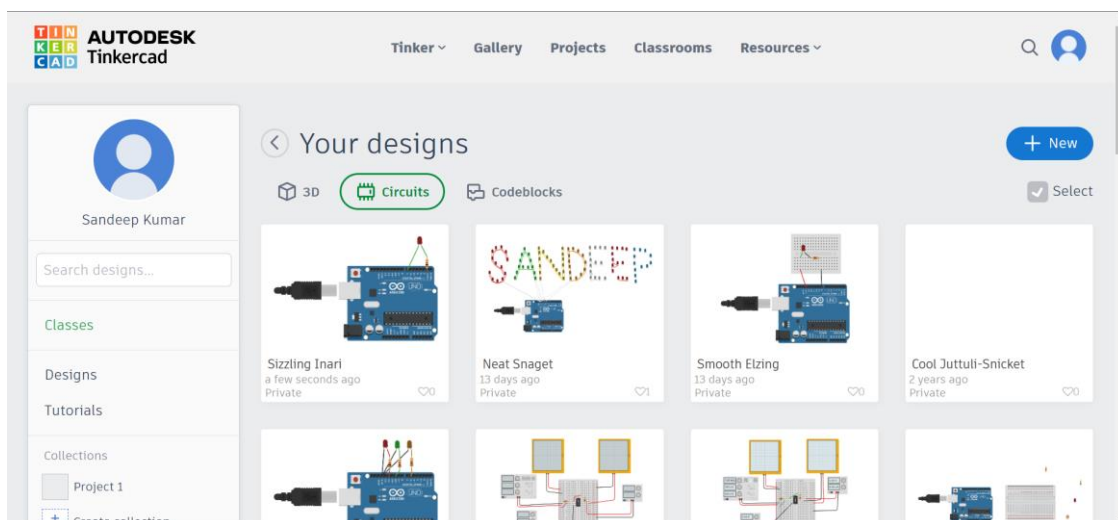 TIN
KER
CAD
AUTODESK
Tinkercad
Tinker Gallery Projects Classrooms Resources
Sandeep Kumar
Search designs...
Classes
Designs
Tutorials
Collections
Project 1
+ Create collection
Your designs
+ New
3D Circuits Codeblocks
Select
SANDEEP
Sizzling Inari
a few seconds ago
Private 0
Neat Snaget
13 days ago
Private 1
Smooth Elzing
13 days ago
Private 0
Cool Juttuli-Snicket
2 years ago
Private 0